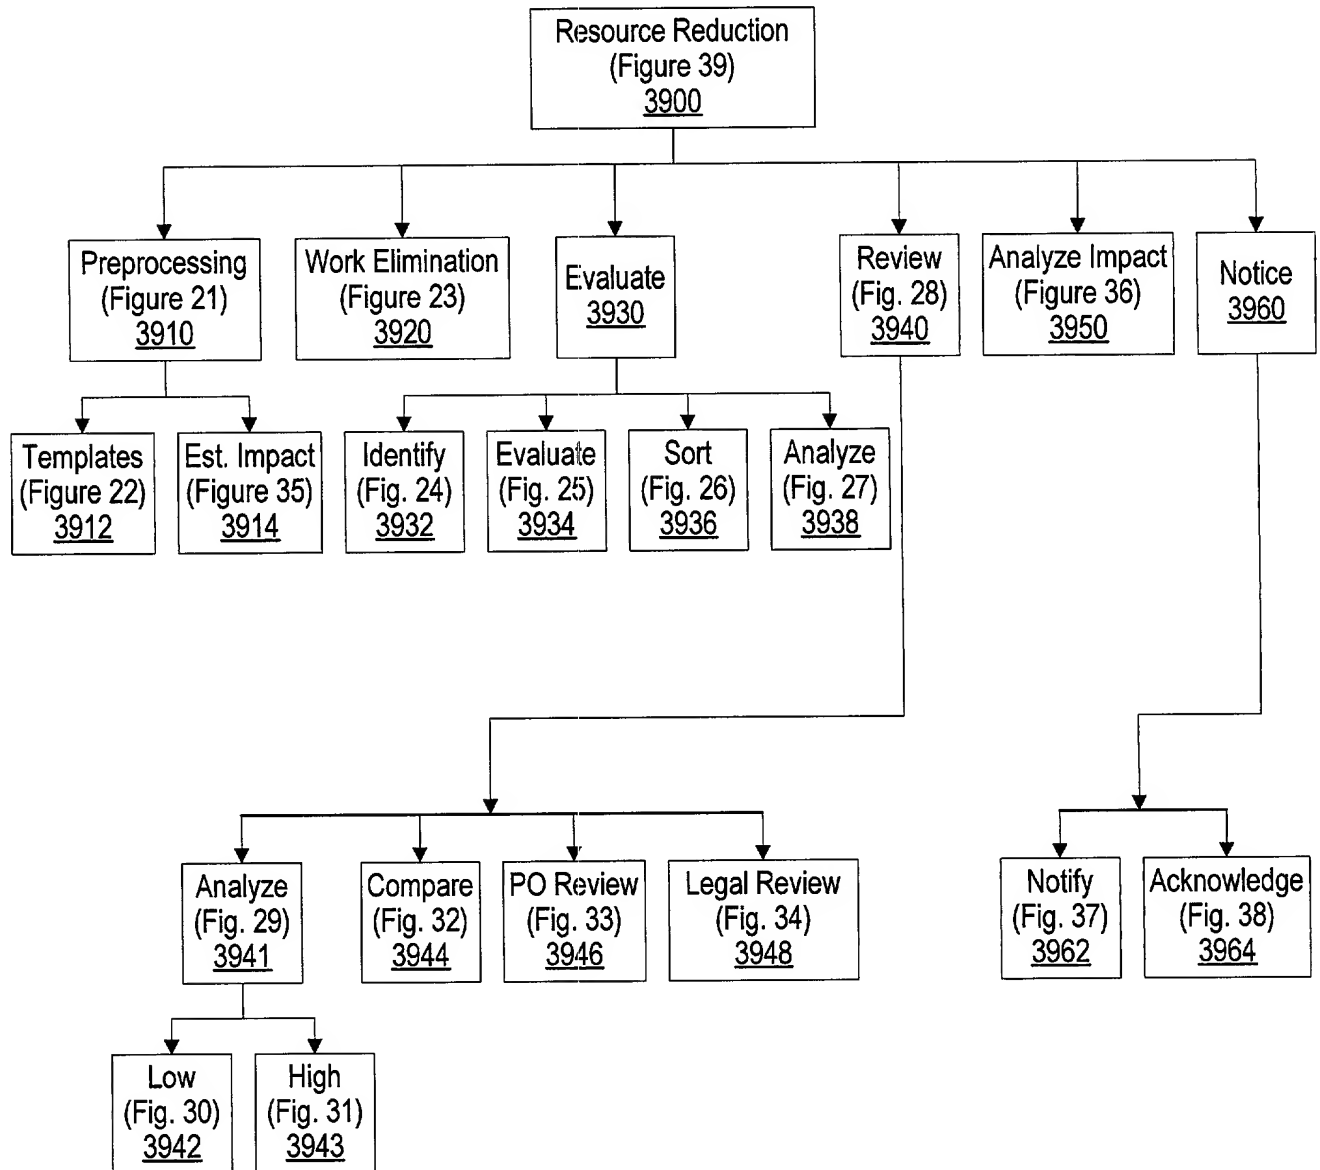 Resource Reduction
(Figure 39)
3900
Preprocessing
(Figure 21)
3910
Work Elimination
(Figure 23)
3920
Evaluate
3930
Review
(Fig. 28)
3940
Analyze Impact
(Figure 36)
3950
Notice
3960
Templates
(Figure 22)
3912
Est. Impact
(Figure 35)
3914
Identify
(Fig. 24)
3932
Evaluate
(Fig. 25)
3934
Sort
(Fig. 26)
3936
Analyze
(Fig. 27)
3938
Analyze
(Fig. 29)
3941
Compare
(Fig. 32)
3944
PO Review
(Fig. 33)
3946
Legal Review
(Fig. 34)
3948
Notify
(Fig. 37)
3962
Acknowledge
(Fig. 38)
3964
Low
(Fig. 30)
3942
High
(Fig. 31)
3943